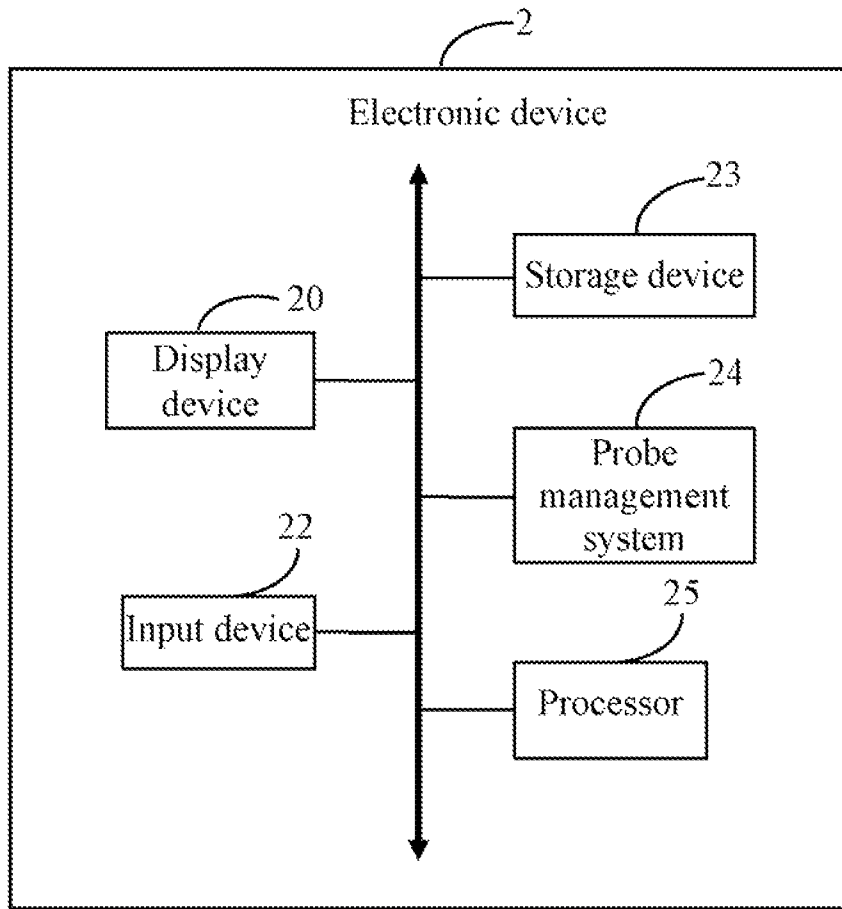 2
Electronic device
23
Storage device
20
Display
device
24
Probe
management
system
22
Input device
25
Processor